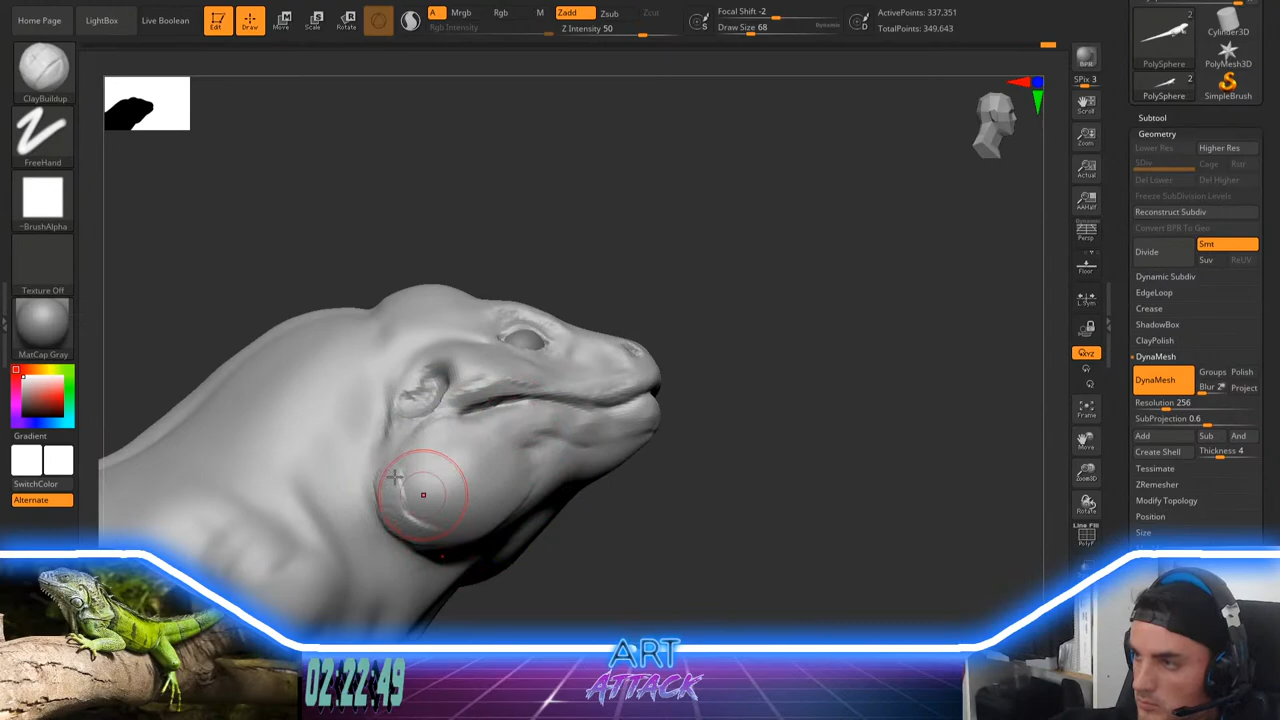 Home Page
LightBox
Live Boolean
Edit
Draw
Move
Scale
Rotate
A
Mrgb
Rgb
M
Rgb Intensity
Zadd
Zsub
Zcut
Z Intensity 50
S
Focal Shift -2
Draw Size 68
Dynamic
D
ActivePoints: 337,351
TotalPoints: 349,643
ClayBuildup
FreeHand
~BrushAlpha
Texture Off
MatCap Gray
Gradient
SwitchColor
Alternate
BPR
SPix 3
Scroll
Zoom
Actual
AAHalf
Dynamic
Persp
Floor
L.Sym
XYZ
Frame
Move
Zoom3D
Rotate
Line Fill
PolyF
2
PolySphere
Cylinder3D
PolyMesh3D
2
PolySphere
SimpleBrush
Subtool
Geometry
Lower Res
Higher Res
SDiv
Cage
Rstr
Del Lower
Del Higher
Freeze SubDivision Levels
Reconstruct Subdiv
Convert BPR To Geo
Divide
Smt
Suv
ReUV
Dynamic Subdiv
EdgeLoop
Crease
ShadowBox
ClayPolish
DynaMesh
DynaMesh
Groups
Polish
Blur 2
Project
Resolution 256
SubProjection 0.6
Add
Sub
And
Create Shell
Thickness 4
Tessimate
ZRemesher
Modify Topology
Position
Size
02:22:49
ART
ATTACK